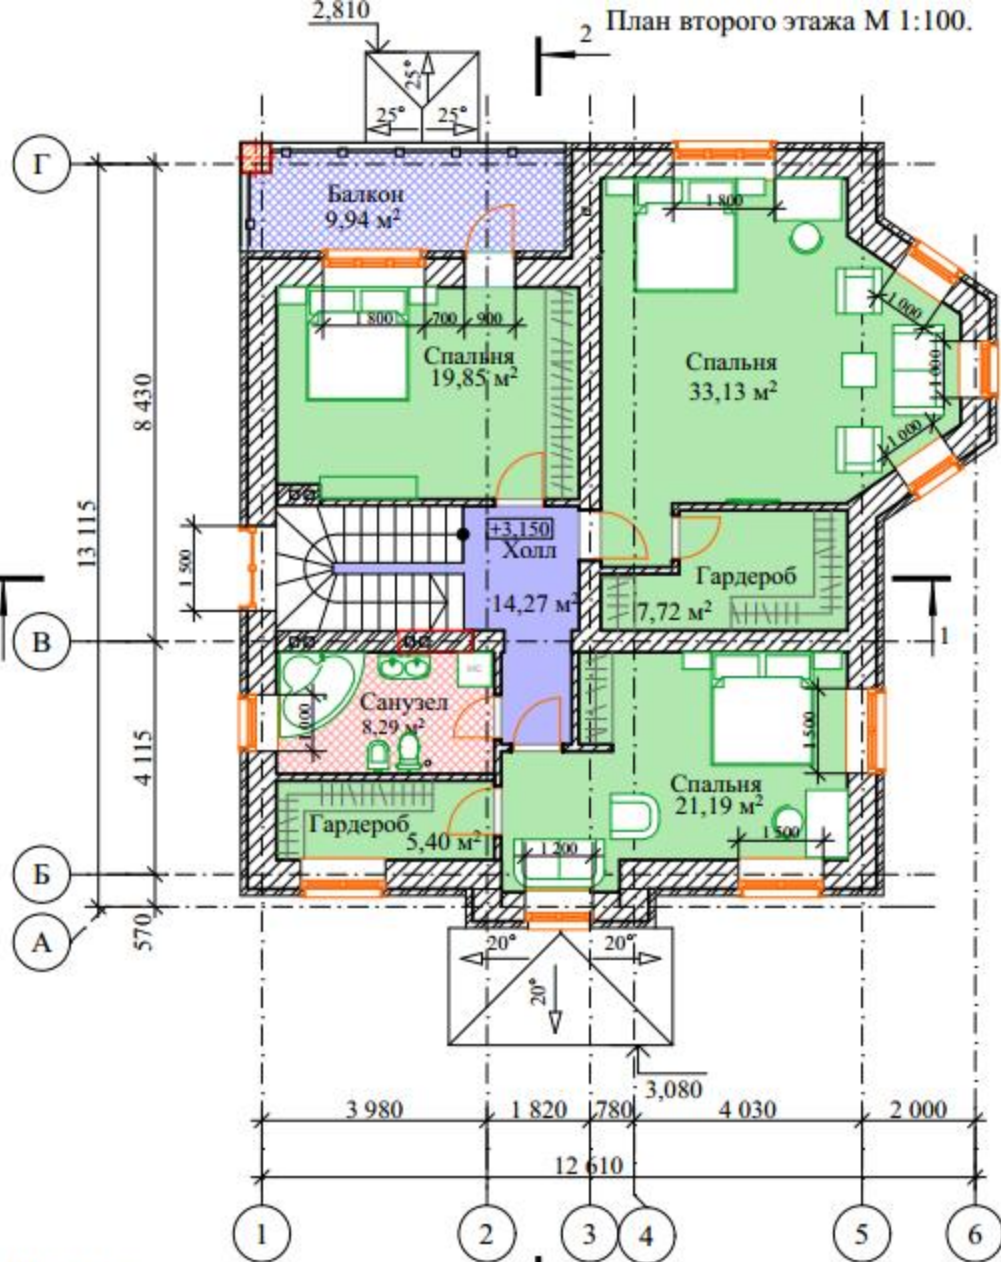 2,810
План второго этажа М 1:100.
2
25°
25°
25°
Г
Балкон
9,94 м²
1 800
1 000
1 800
700
900
Спальня
19,85 м²
Спальня
33,13 м²
1 000
8 430
1 000
13 115
+3,150
Холл
1 500
Гардероб
14,27 м²
7,72 м²
1
В
Санузел
8,29 м²
1 000
1 500
4 115
Спальня
21,19 м²
Гардероб
5,40 м²
1 500
1 200
Б
А
570
20°
20°
20°
3,080
3 980
1 820
780
4 030
2 000
12 610
1
2
3
4
5
6